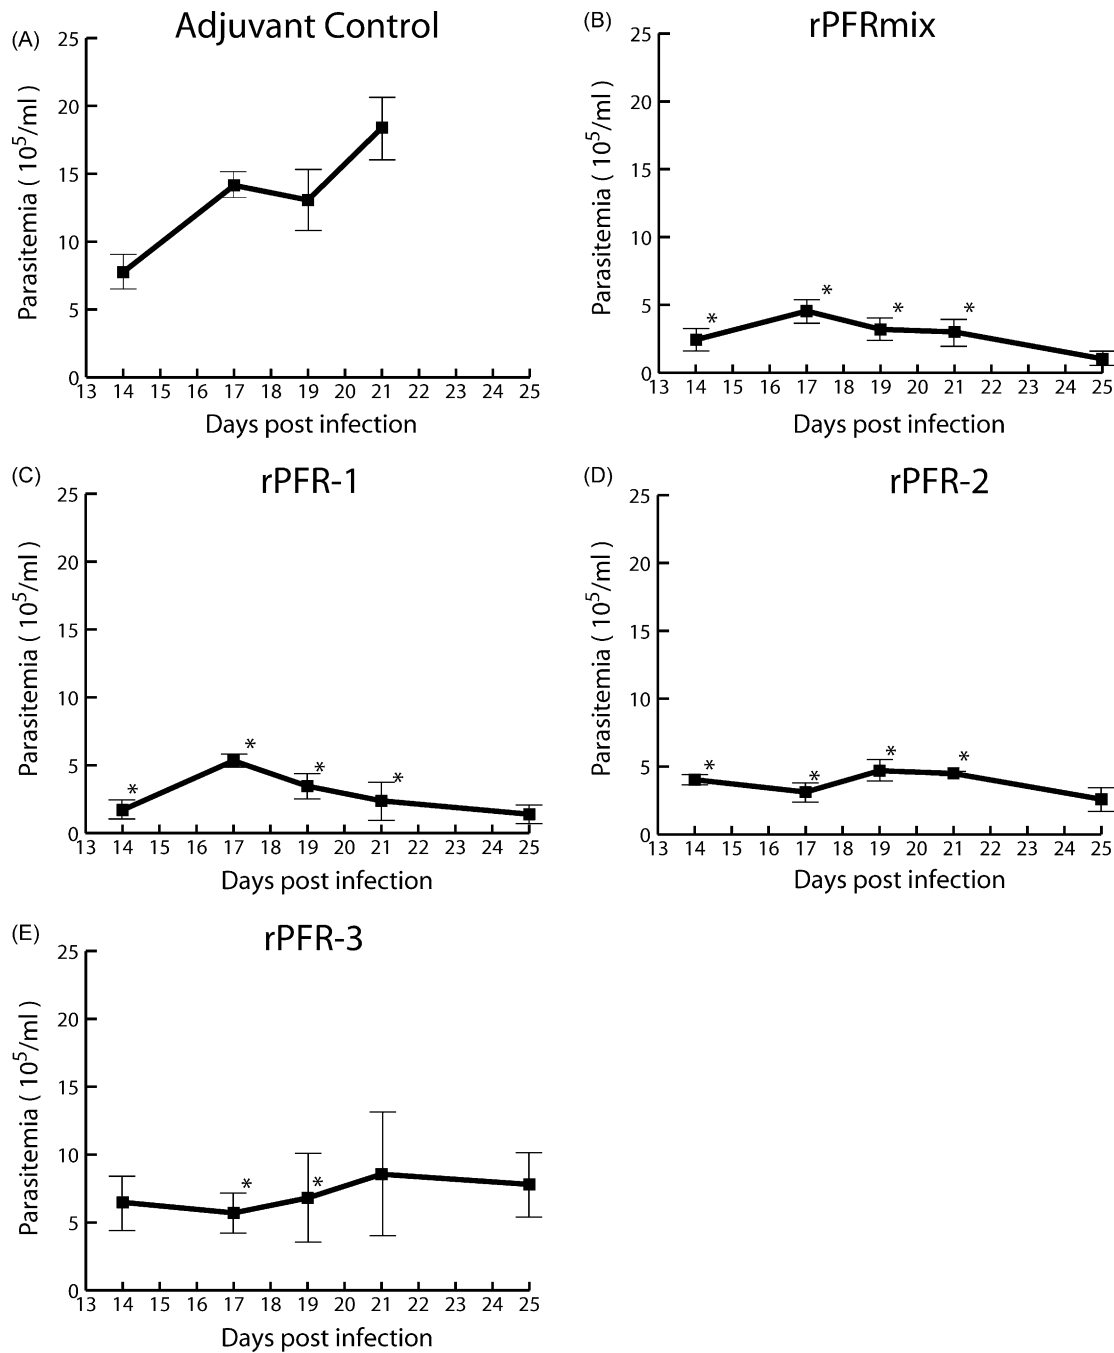 (A)
Adjuvant Control
25
20
15
10
5
0
Parasitemia ( 10⁵/ml )
13 14 15 16 17 18 19 20 21 22 23 24 25
Days post infection
(B)
rPFRmix
25
20
15
10
5
0
Parasitemia ( 10⁵/ml )
* * * *
13 14 15 16 17 18 19 20 21 22 23 24 25
Days post infection
(C)
rPFR-1
25
20
15
10
5
0
Parasitemia ( 10⁵/ml )
* * * *
13 14 15 16 17 18 19 20 21 22 23 24 25
Days post infection
(D)
rPFR-2
25
20
15
10
5
0
Parasitemia ( 10⁵/ml )
* * * *
13 14 15 16 17 18 19 20 21 22 23 24 25
Days post infection
(E)
rPFR-3
25
20
15
10
5
0
Parasitemia ( 10⁵/ml )
* *
13 14 15 16 17 18 19 20 21 22 23 24 25
Days post infection